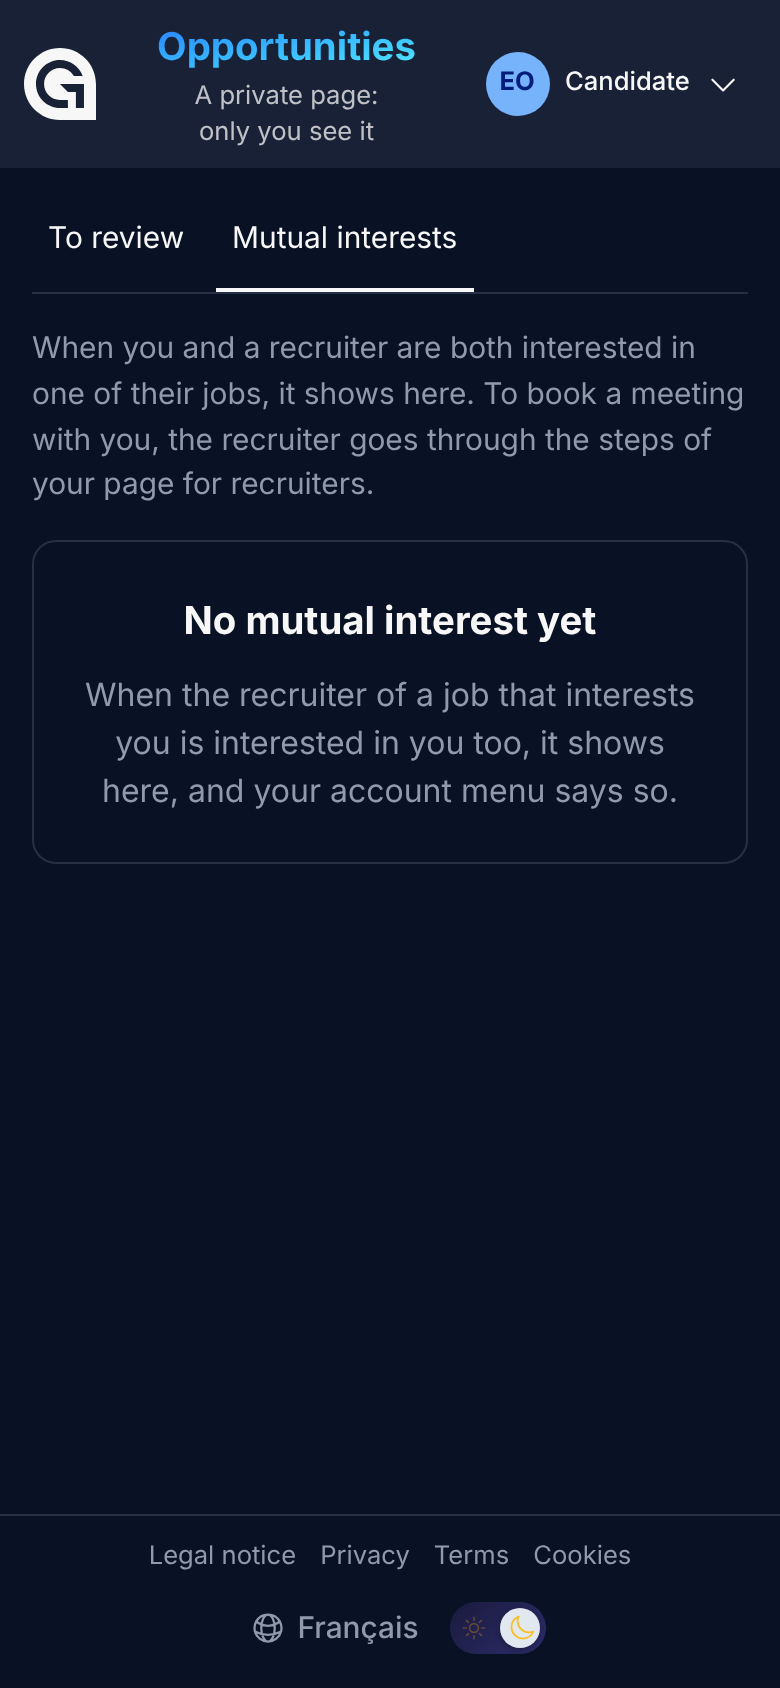 Opportunities
A private page:
only you see it
EO
Candidate
To review
Mutual interests
When you and a recruiter are both interested in
one of their jobs, it shows here. To book a meeting
with you, the recruiter goes through the steps of
your page for recruiters.
No mutual interest yet
When the recruiter of a job that interests
you is interested in you too, it shows
here, and your account menu says so.
Legal notice
Privacy
Terms
Cookies
Français